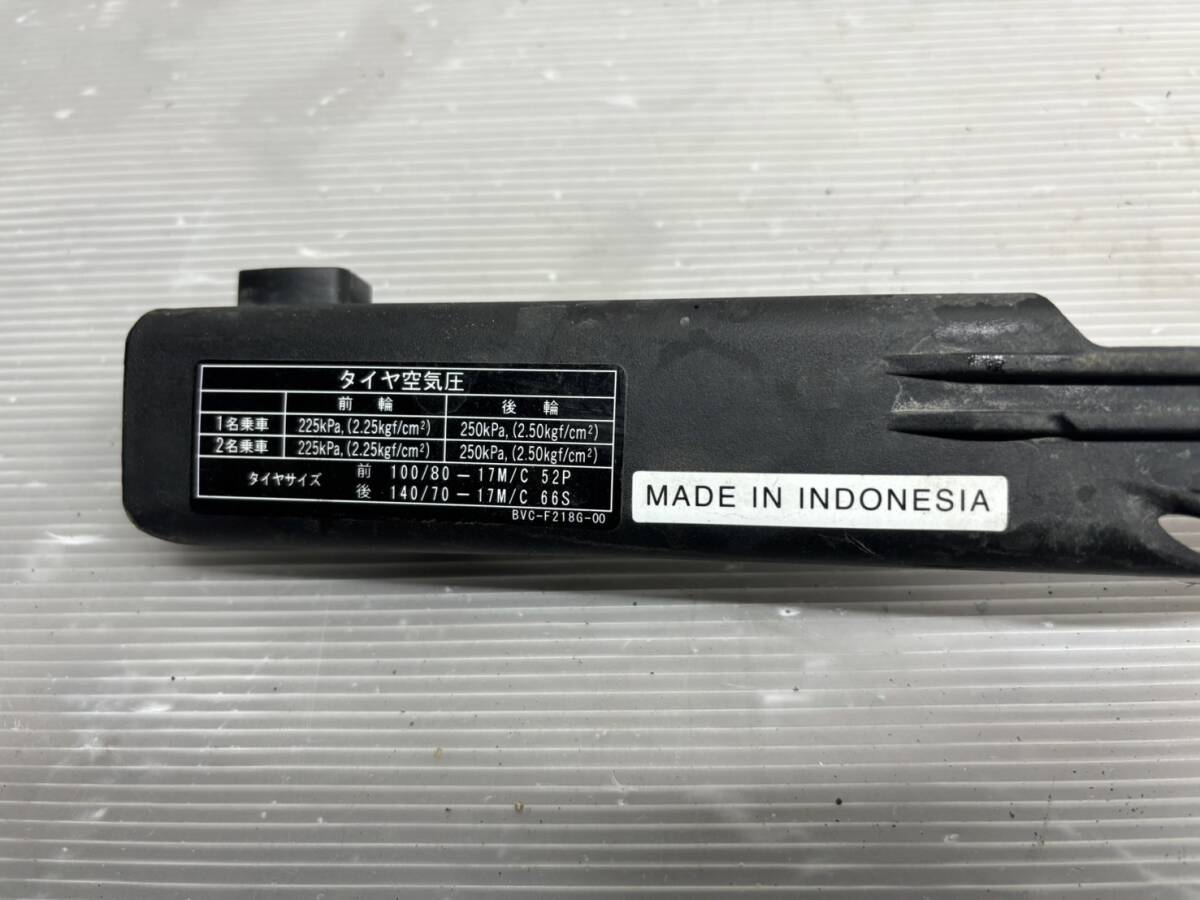 タイヤ空気圧
前 輪 後 輪
1名乗車 225kPa, (2.25kgf/cm²) 250kPa, (2.50kgf/cm²)
2名乗車 225kPa, (2.25kgf/cm²) 250kPa, (2.50kgf/cm²)
タイヤサイズ 前 100/80-17M/C 52P
後 140/70-17M/C 66S
BVC-F218G-00
MADE IN INDONESIA